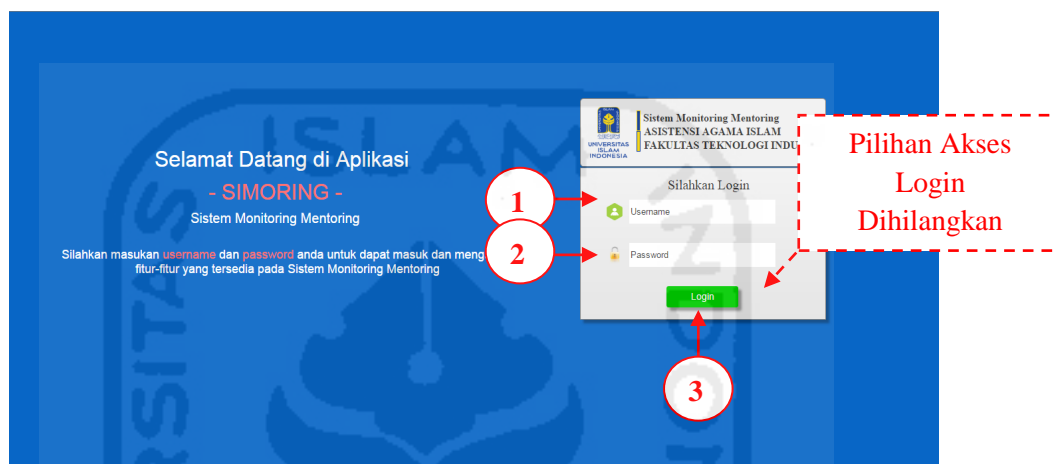 Selamat Datang di Aplikasi
- SIMORING -
Sistem Monitoring Mentoring
Silahkan masukan username dan password anda untuk dapat masuk dan meng
fitur-fitur yang tersedia pada Sistem Monitoring Mentoring
UNIVERSITAS
ISLAM
INDONESIA
Sistem Monitoring Mentoring
ASISTENSI AGAMA ISLAM
FAKULTAS TEKNOLOGI INDU
Silahkan Login
1
Username
2
Password
Login
3
Pilihan Akses
Login
Dihilangkan
ISLAM